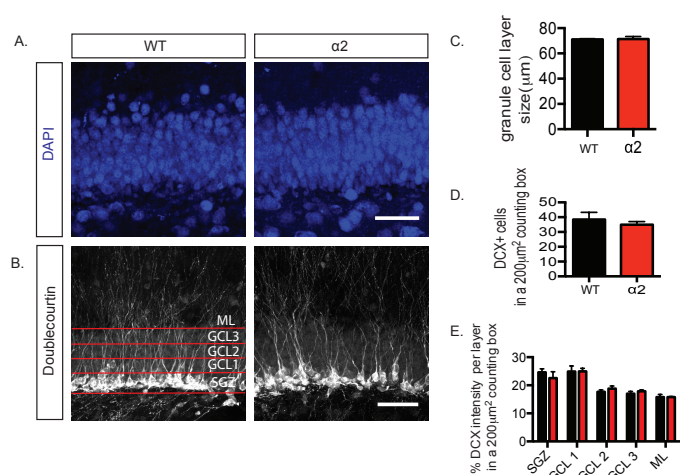 A.
WT
α2
DAPI
B.
Doublecourtin
ML
GCL3
GCL2
GCL1
SGZ
C.
granule cell layer
size(μm)
80
60
40
20
0
WT
α2
D.
DCX+ cells
in a 200μm² counting box
50
40
30
20
10
0
WT
α2
E.
% DCX intensity per layer
in a 200μm² counting box
30
20
10
0
SGZ
GCL 1
GCL 2
GCL 3
ML